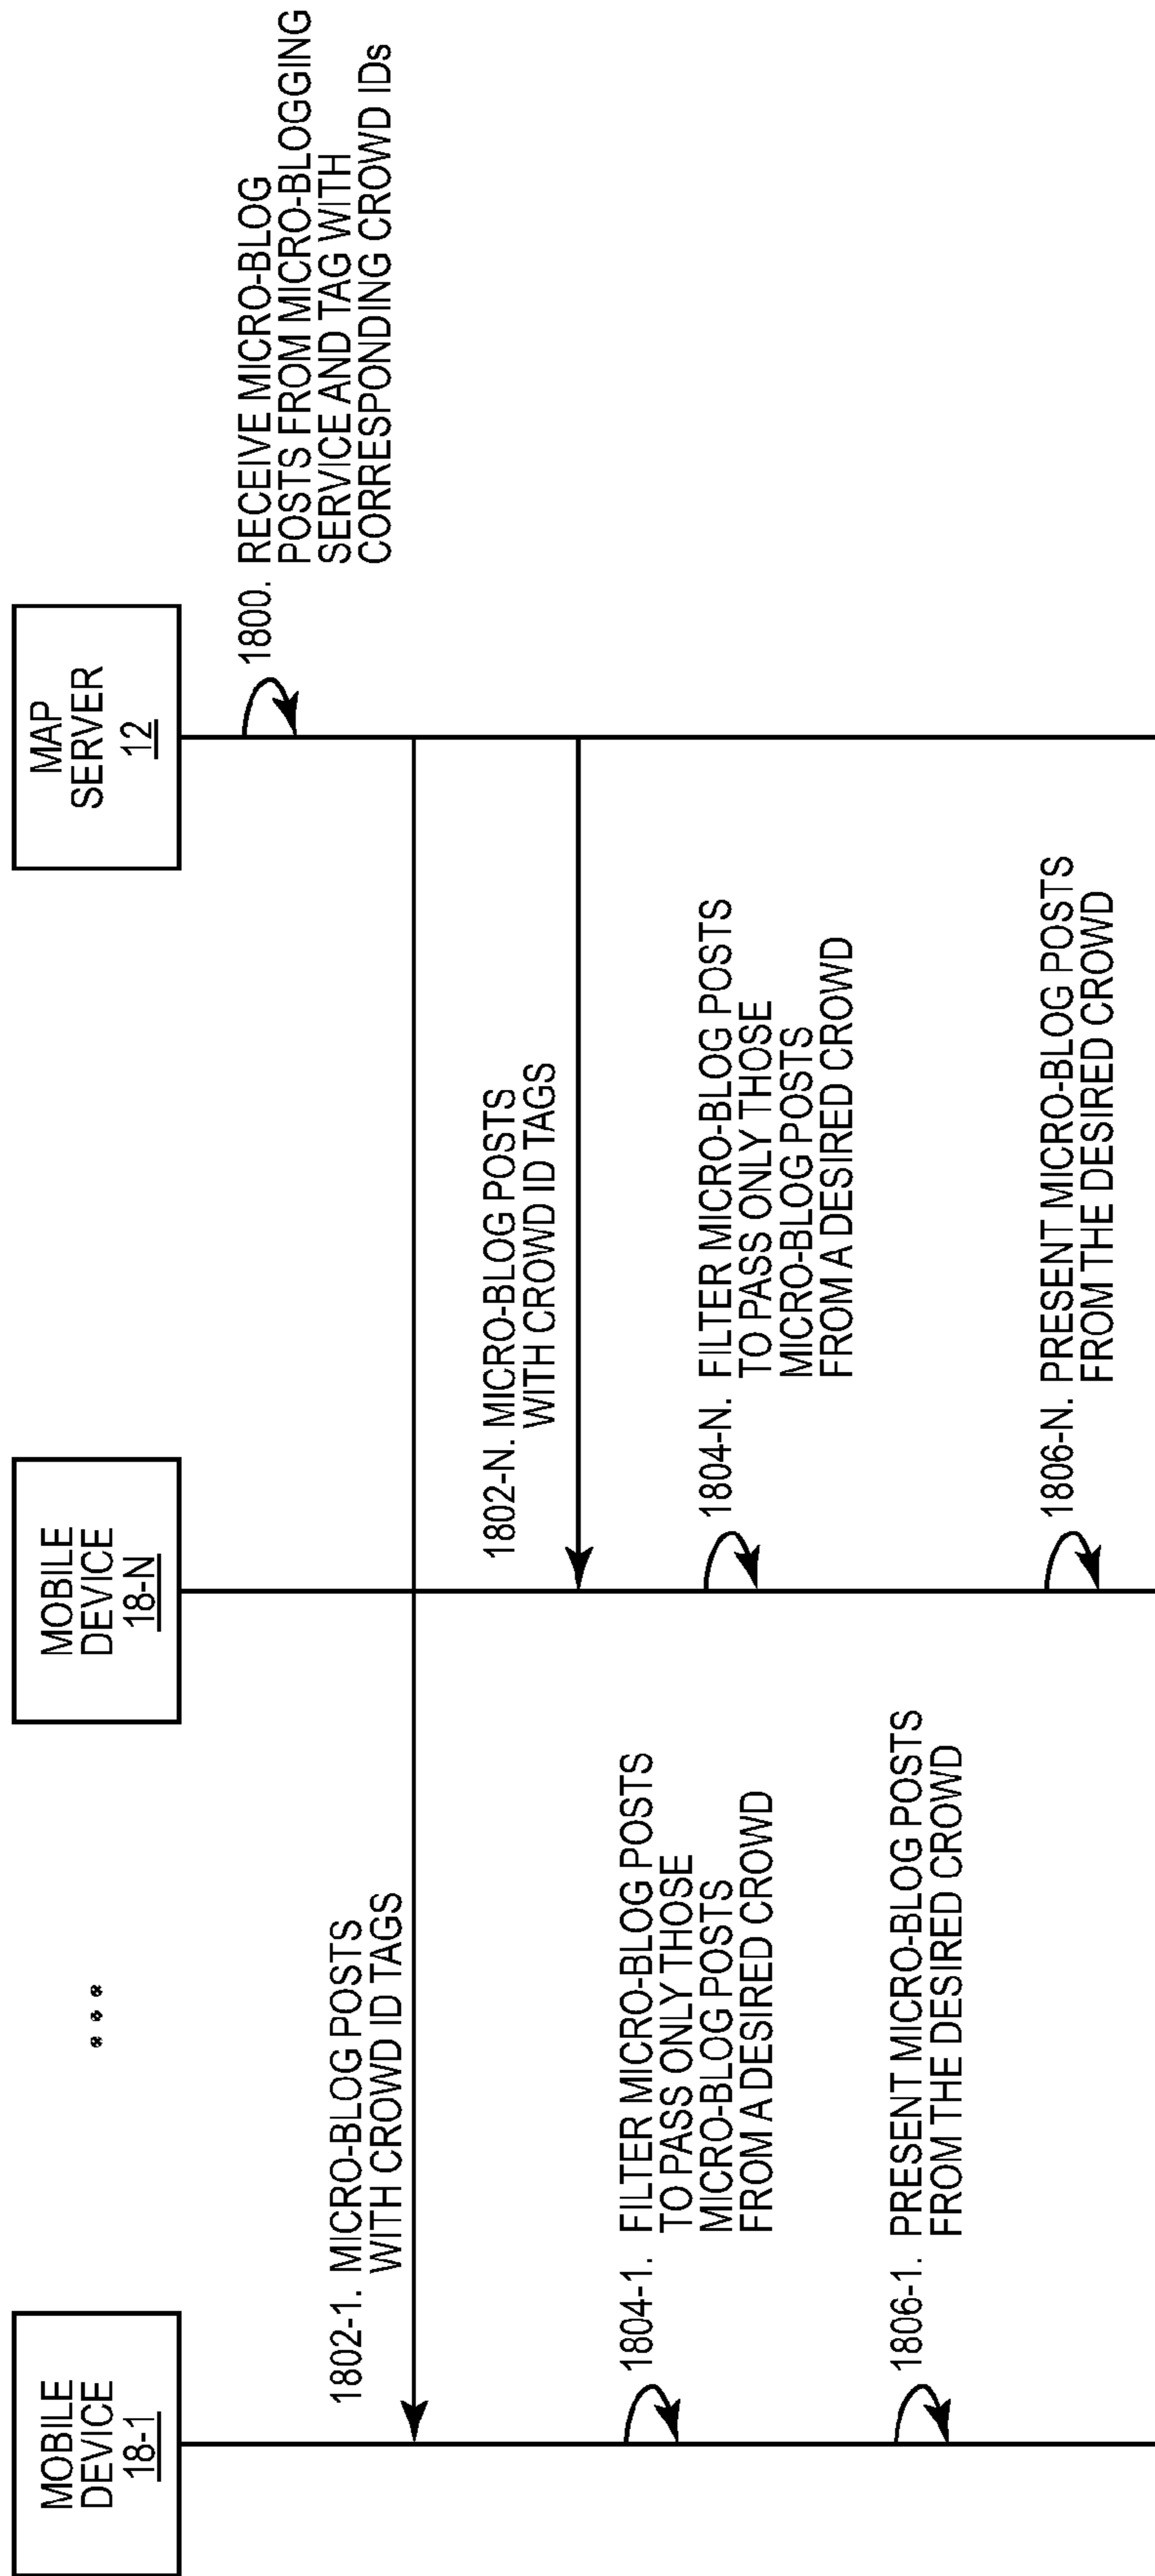 MOBILE
DEVICE
18-1
MOBILE
DEVICE
18-N
MAP
SERVER
12
1800. RECEIVE MICRO-BLOG
POSTS FROM MICRO-BLOGGING
SERVICE AND TAG WITH
CORRESPONDING CROWD IDs
1802-1. MICRO-BLOG POSTS
WITH CROWD ID TAGS
1802-N. MICRO-BLOG POSTS
WITH CROWD ID TAGS
1804-1. FILTER MICRO-BLOG POSTS
TO PASS ONLY THOSE
MICRO-BLOG POSTS
FROM A DESIRED CROWD
1804-N. FILTER MICRO-BLOG POSTS
TO PASS ONLY THOSE
MICRO-BLOG POSTS
FROM A DESIRED CROWD
1806-1. PRESENT MICRO-BLOG POSTS
FROM THE DESIRED CROWD
1806-N. PRESENT MICRO-BLOG POSTS
FROM THE DESIRED CROWD